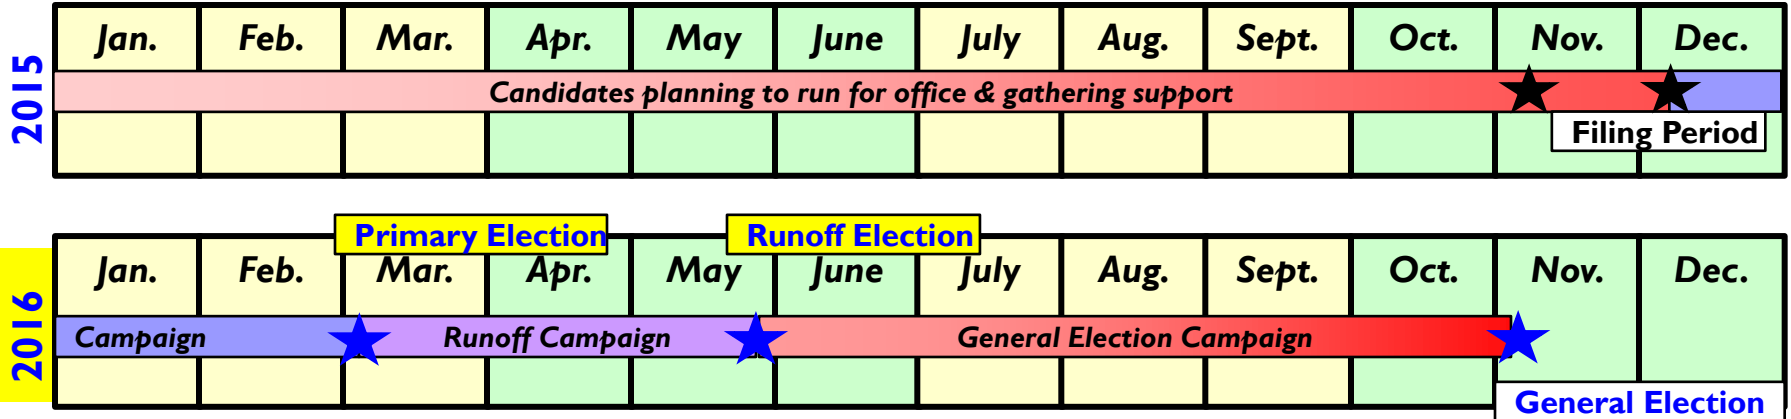 2015
Jan. Feb. Mar. Apr. May June July Aug. Sept. Oct. Nov. Dec.
Candidates planning to run for office & gathering support
Filing Period
2016
Primary Election Runoff Election
Jan. Feb. Mar. Apr. May June July Aug. Sept. Oct. Nov. Dec.
Campaign Runoff Campaign General Election Campaign
General Election